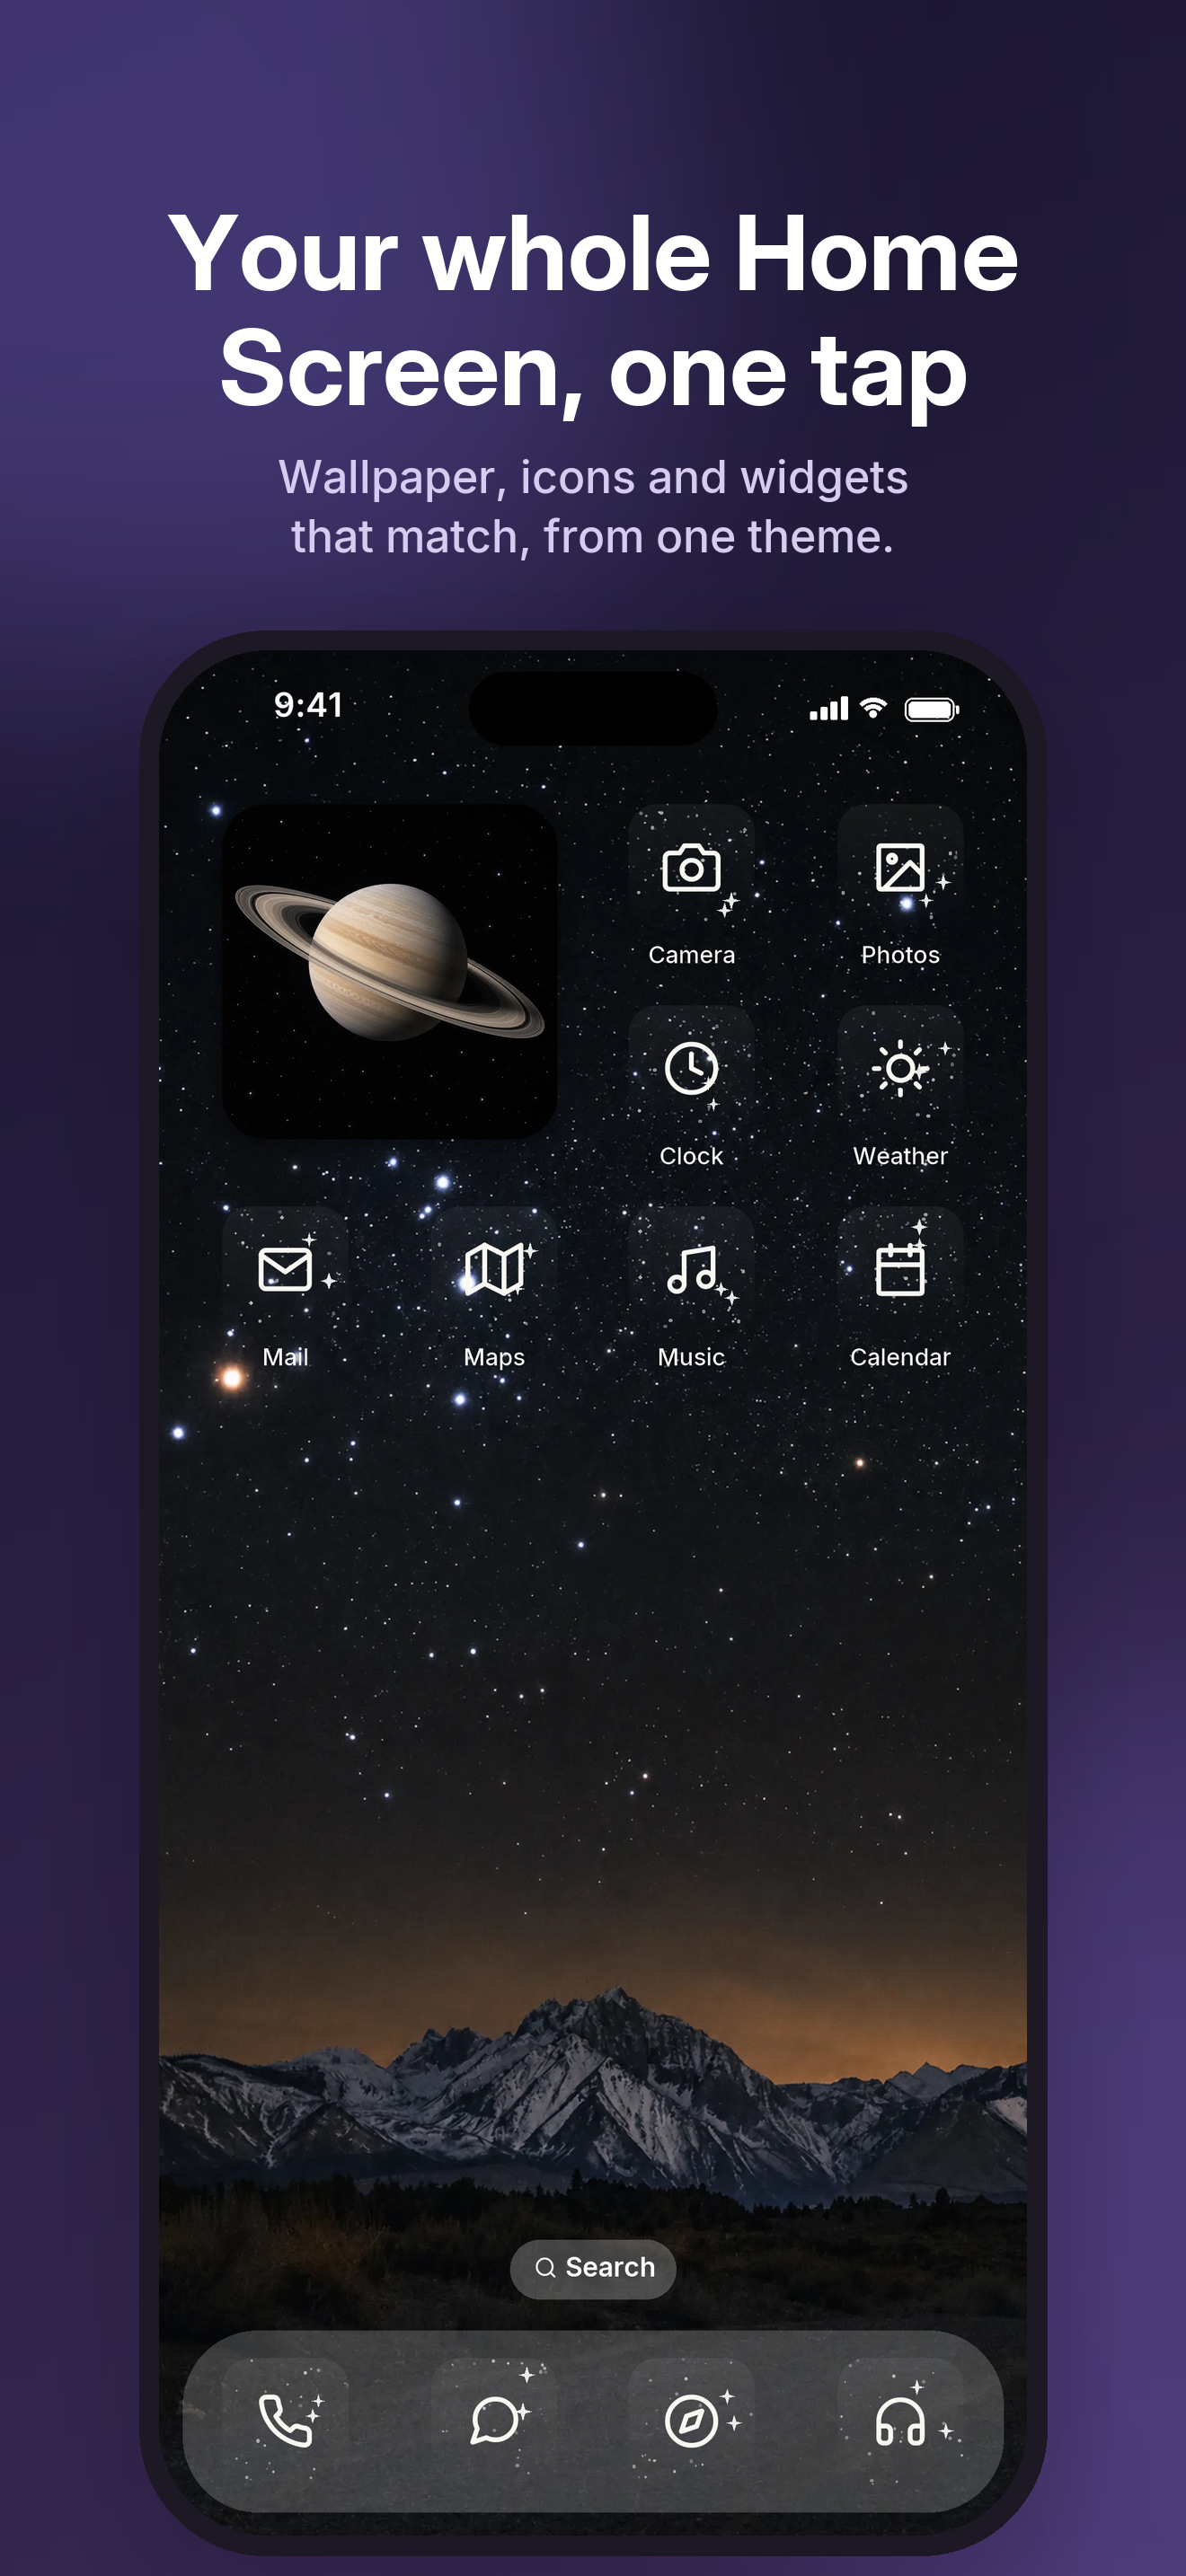 Your whole Home
Screen, one tap
Wallpaper, icons and widgets
that match, from one theme.
9:41
Camera
Photos
Clock
Weather
Mail
Maps
Music
Calendar
Search